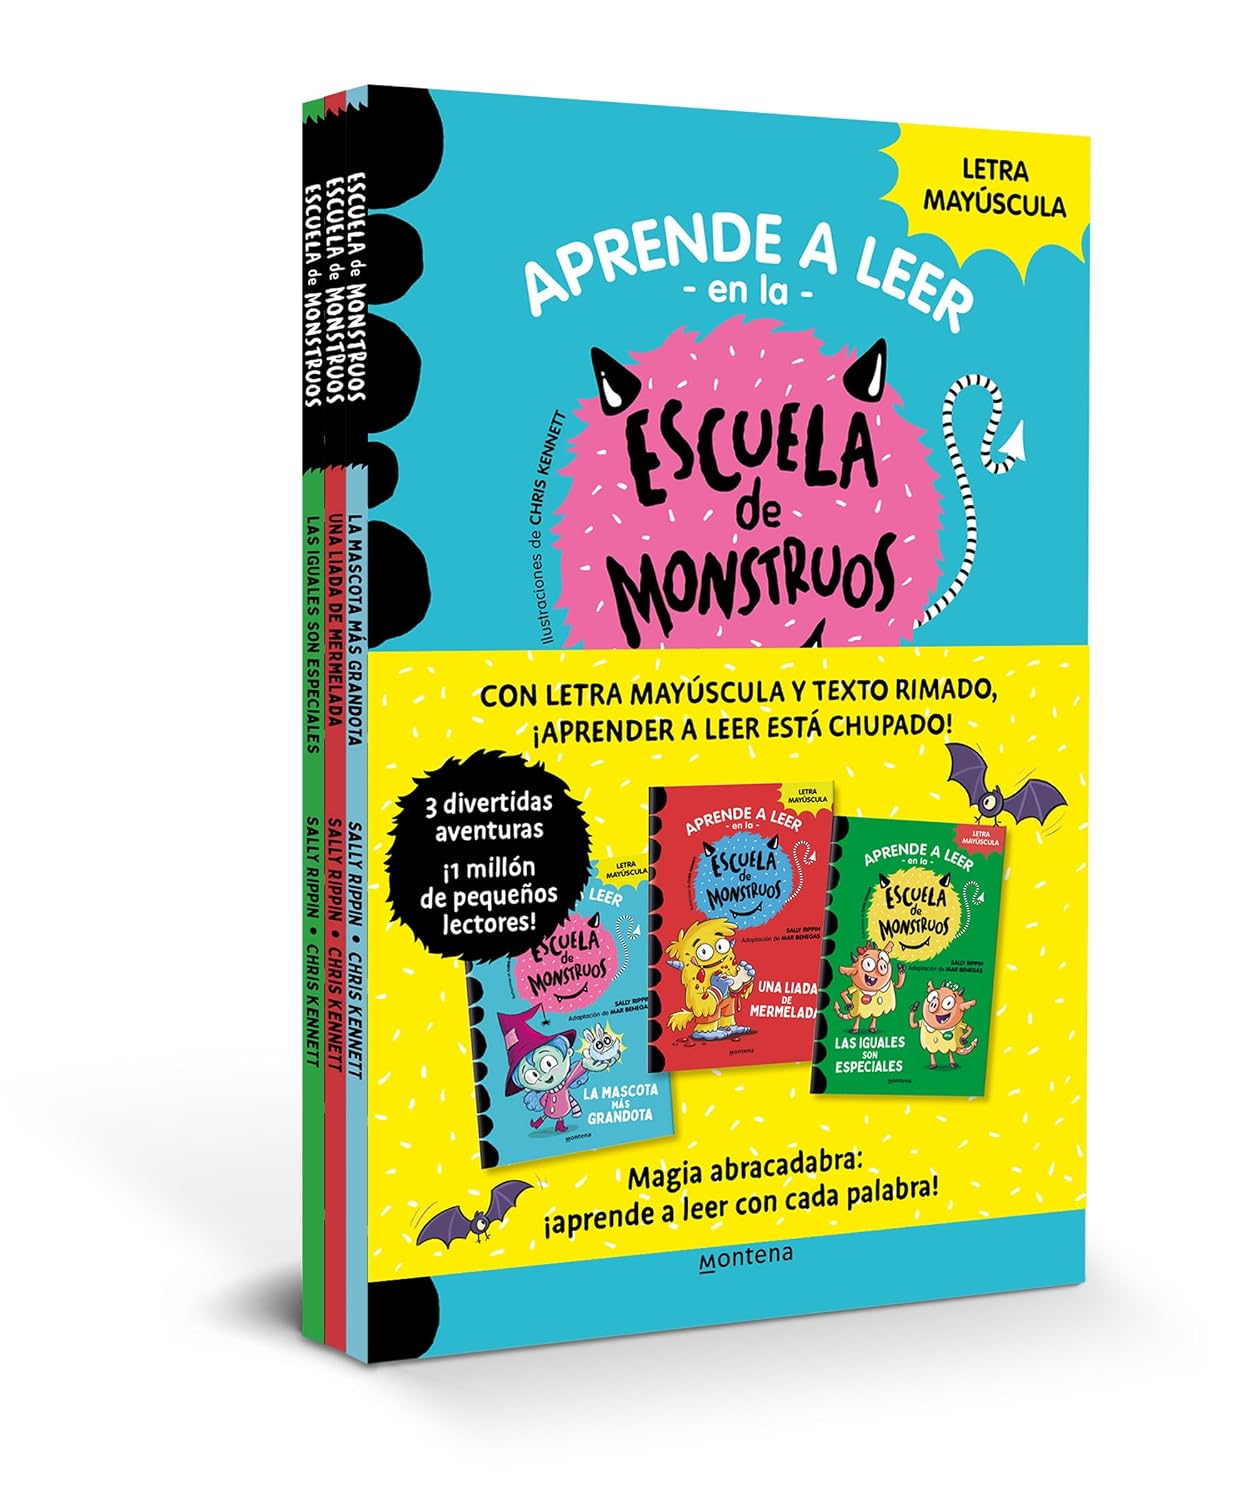 ESCUELA de MONSTRUOS
LAS IGUALES SON ESPECIALES
SALLY RIPPIN • CHRIS KENNETT
ESCUELA de MONSTRUOS
UNA LIADA DE MERMELADA
SALLY RIPPIN • CHRIS KENNETT
ESCUELA de MONSTRUOS
LA MASCOTA MÁS GRANDOTA
SALLY RIPPIN • CHRIS KENNETT
LETRA
MAYÚSCULA
APRENDE A LEER
- en la -
Ilustraciones de CHRIS KENNETT
ESCUELA
de
MONSTRUOS
CON LETRA MAYÚSCULA Y TEXTO RIMADO,
¡APRENDER A LEER ESTÁ CHUPADO!
3 divertidas
aventuras
¡1 millón
de pequeños
lectores!
LETRA
MAYÚSCULA
LEER
ESCUELA
de
MONSTRUOS
SALLY RIPPIN
Adaptación de MAR BENEGAS
LA MASCOTA
MÁS
GRANDOTA
Montena
LETRA
MAYÚSCULA
APRENDE A LEER
- en la -
ESCUELA
de
MONSTRUOS
SALLY RIPPIN
Adaptación de MAR BENEGAS
UNA LIADA
DE
MERMELADA
Montena
LETRA
MAYÚSCULA
APRENDE A LEER
- en la -
ESCUELA
de
MONSTRUOS
SALLY RIPPIN
Adaptación de MAR BENEGAS
LAS IGUALES
SON
ESPECIALES
Montena
Magia abracadabra:
¡aprende a leer con cada palabra!
Montena